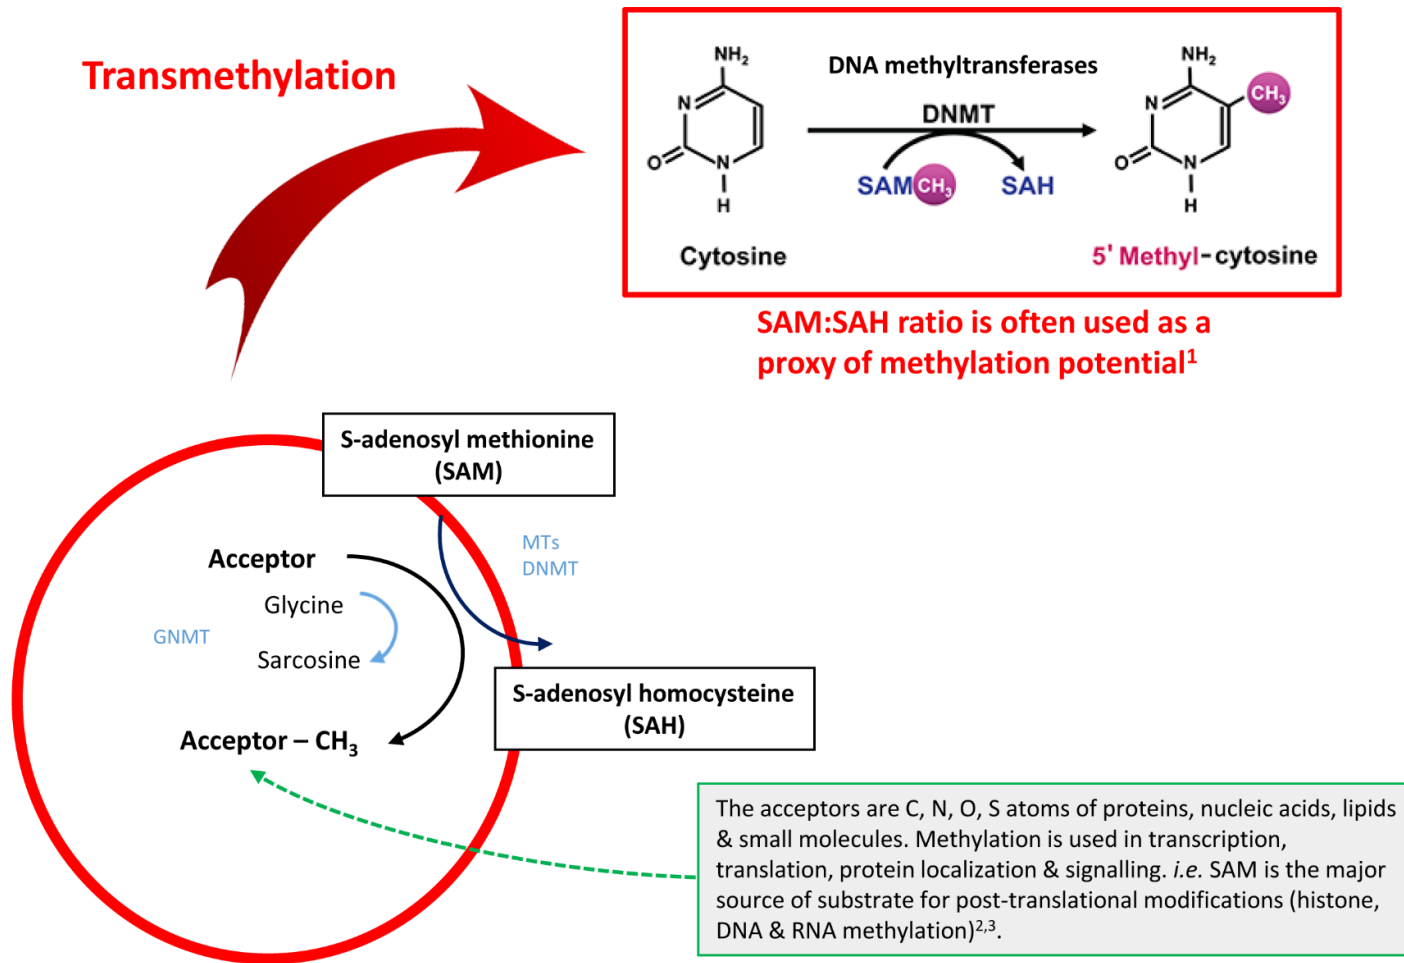 Transmethylation
NH₂
N
O
N
H
Cytosine
DNA methyltransferases
DNMT
SAM CH₃
SAH
NH₂
CH₃
N
O
N
H
5' Methyl-cytosine
SAM:SAH ratio is often used as a
proxy of methylation potential¹
S-adenosyl methionine
(SAM)
MTs
DNMT
Acceptor
Glycine
GNMT
Sarcosine
Acceptor – CH₃
S-adenosyl homocysteine
(SAH)
The acceptors are C, N, O, S atoms of proteins, nucleic acids, lipids
& small molecules. Methylation is used in transcription,
translation, protein localization & signalling. i.e. SAM is the major
source of substrate for post-translational modifications (histone,
DNA & RNA methylation)²,³.